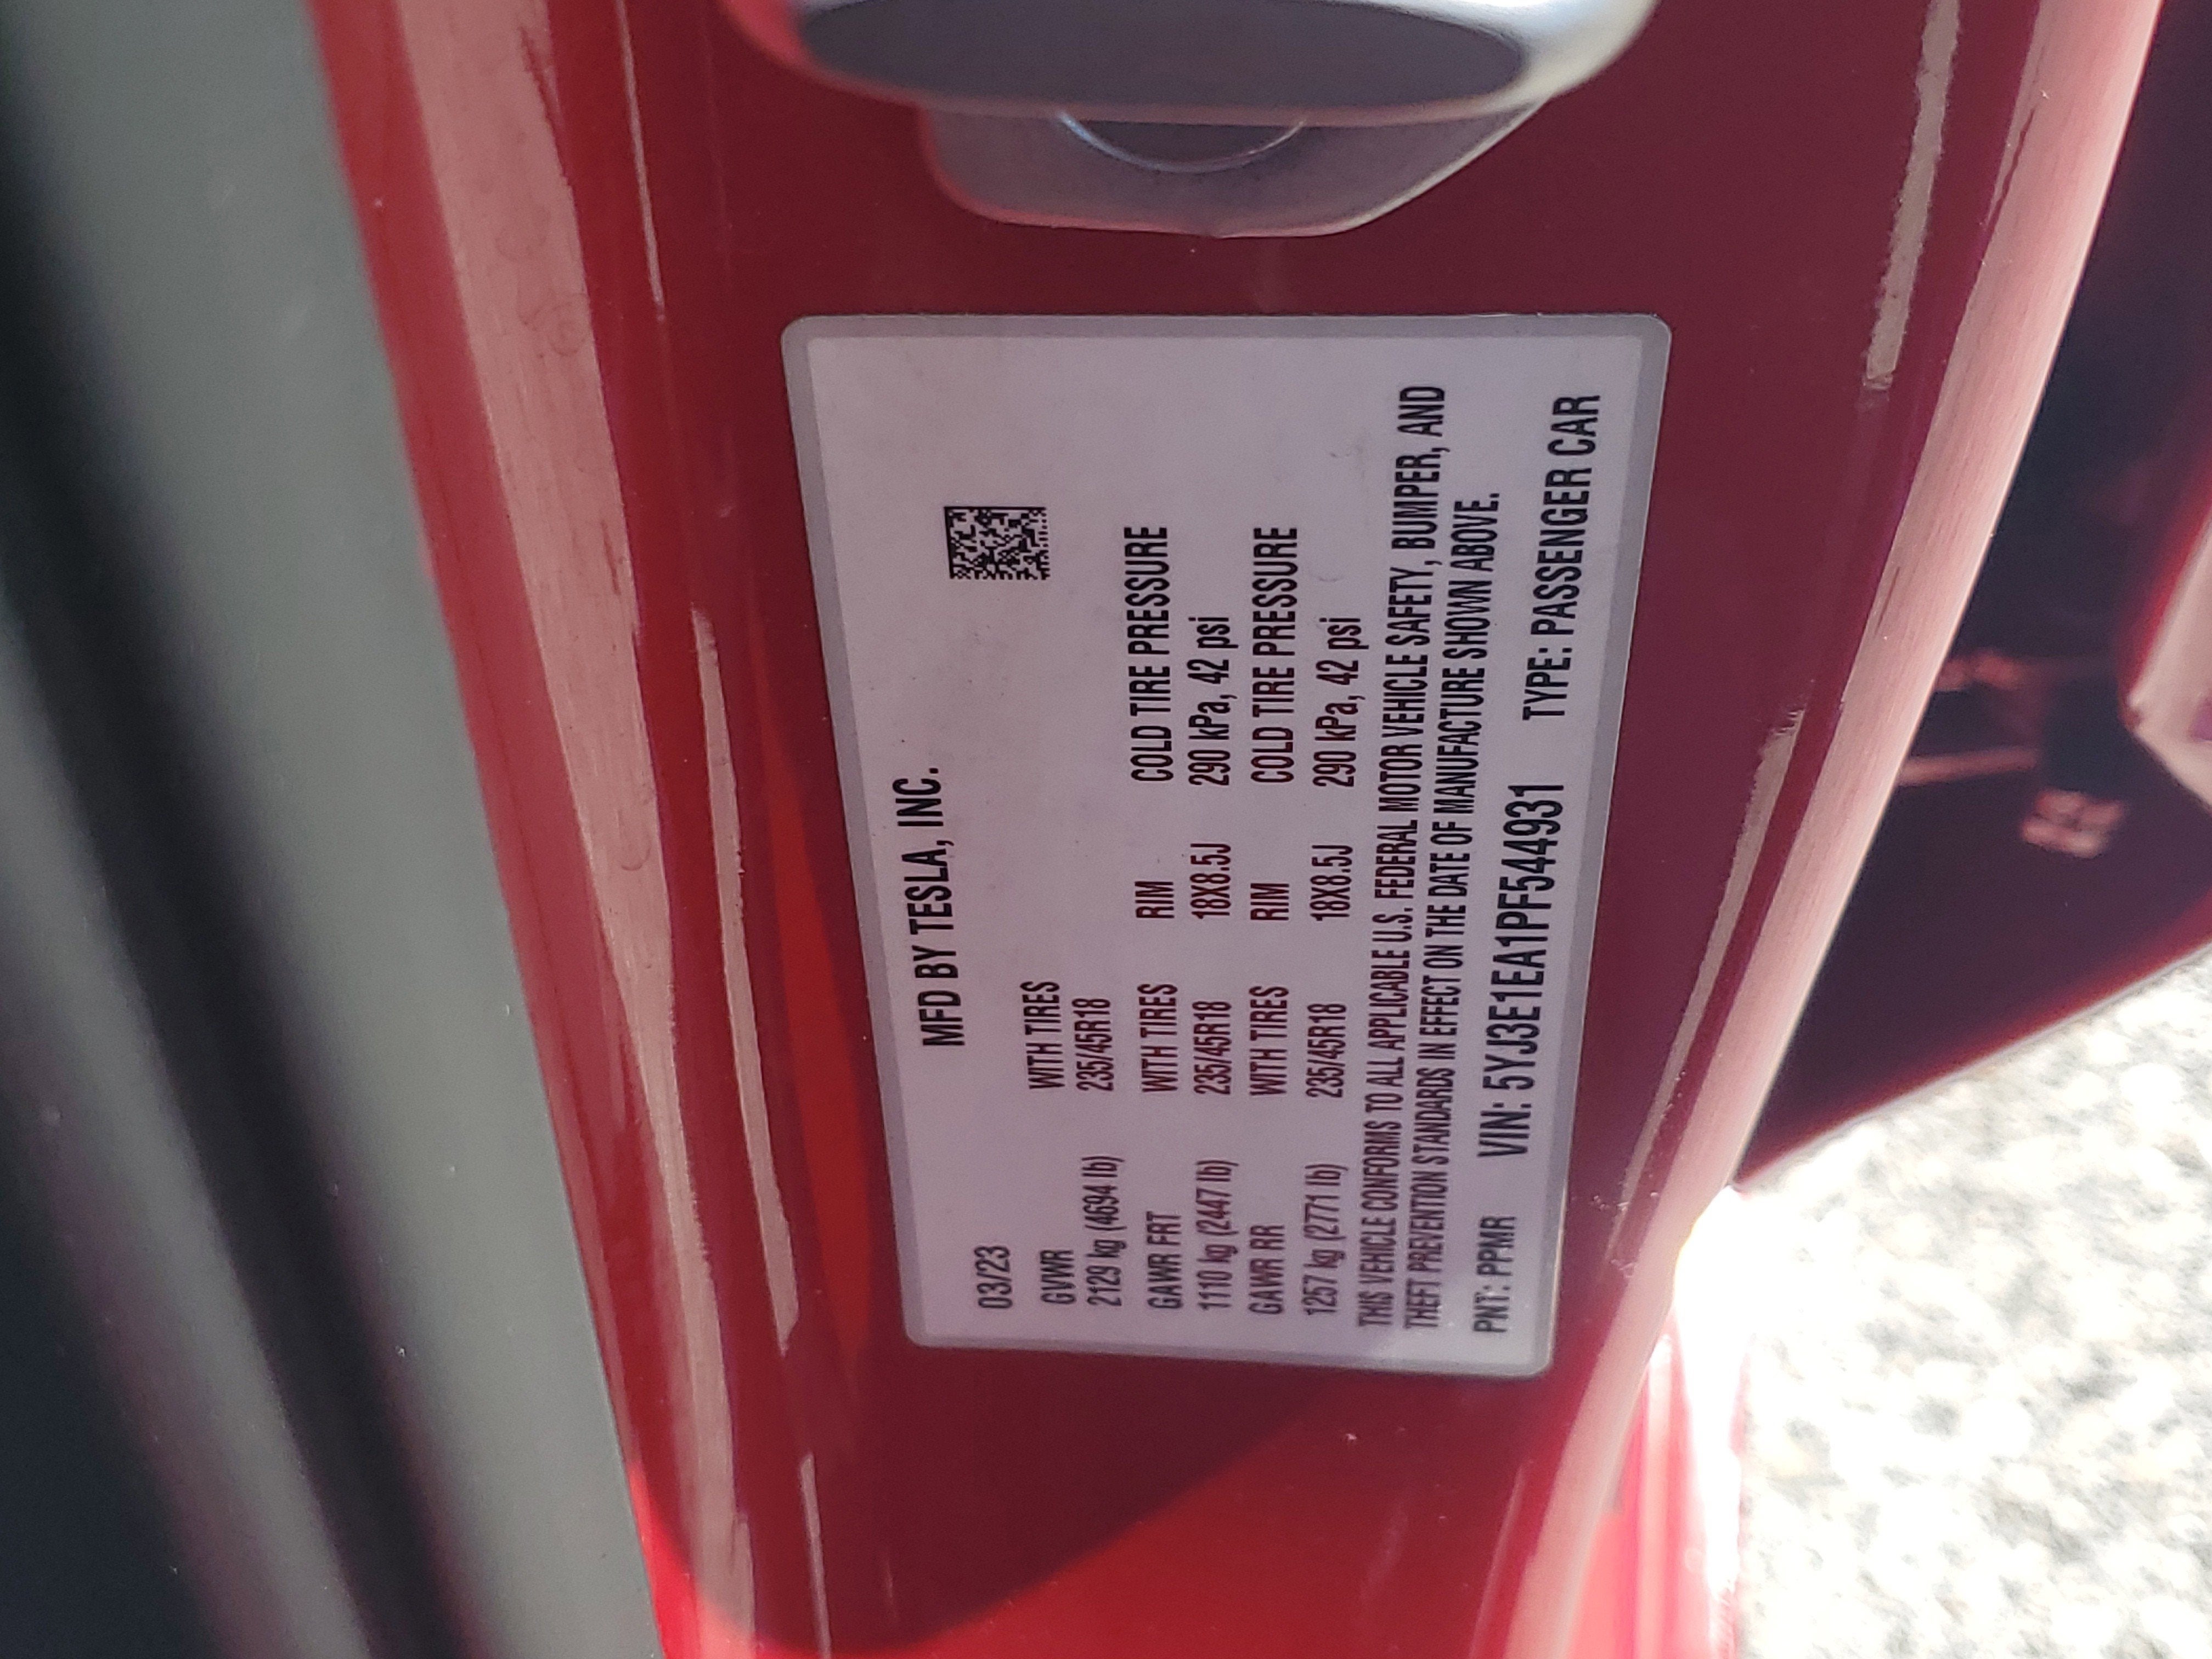 MFD BY TESLA, INC.
03/23
GVWR WITH TIRES
2129 kg (4694 lb) 235/45R18
GAWR FRT WITH TIRES RIM COLD TIRE PRESSURE
1110 kg (2447 lb) 235/45R18 18X8.5J 290 kPa, 42 psi
GAWR RR WITH TIRES RIM COLD TIRE PRESSURE
1257 kg (2771 lb) 235/45R18 18X8.5J 290 kPa, 42 psi
THIS VEHICLE CONFORMS TO ALL APPLICABLE U.S. FEDERAL MOTOR VEHICLE SAFETY, BUMPER, AND
THEFT PREVENTION STANDARDS IN EFFECT ON THE DATE OF MANUFACTURE SHOWN ABOVE.
PNT: PPMR VIN: 5YJ3E1EA1PF544931 TYPE: PASSENGER CAR